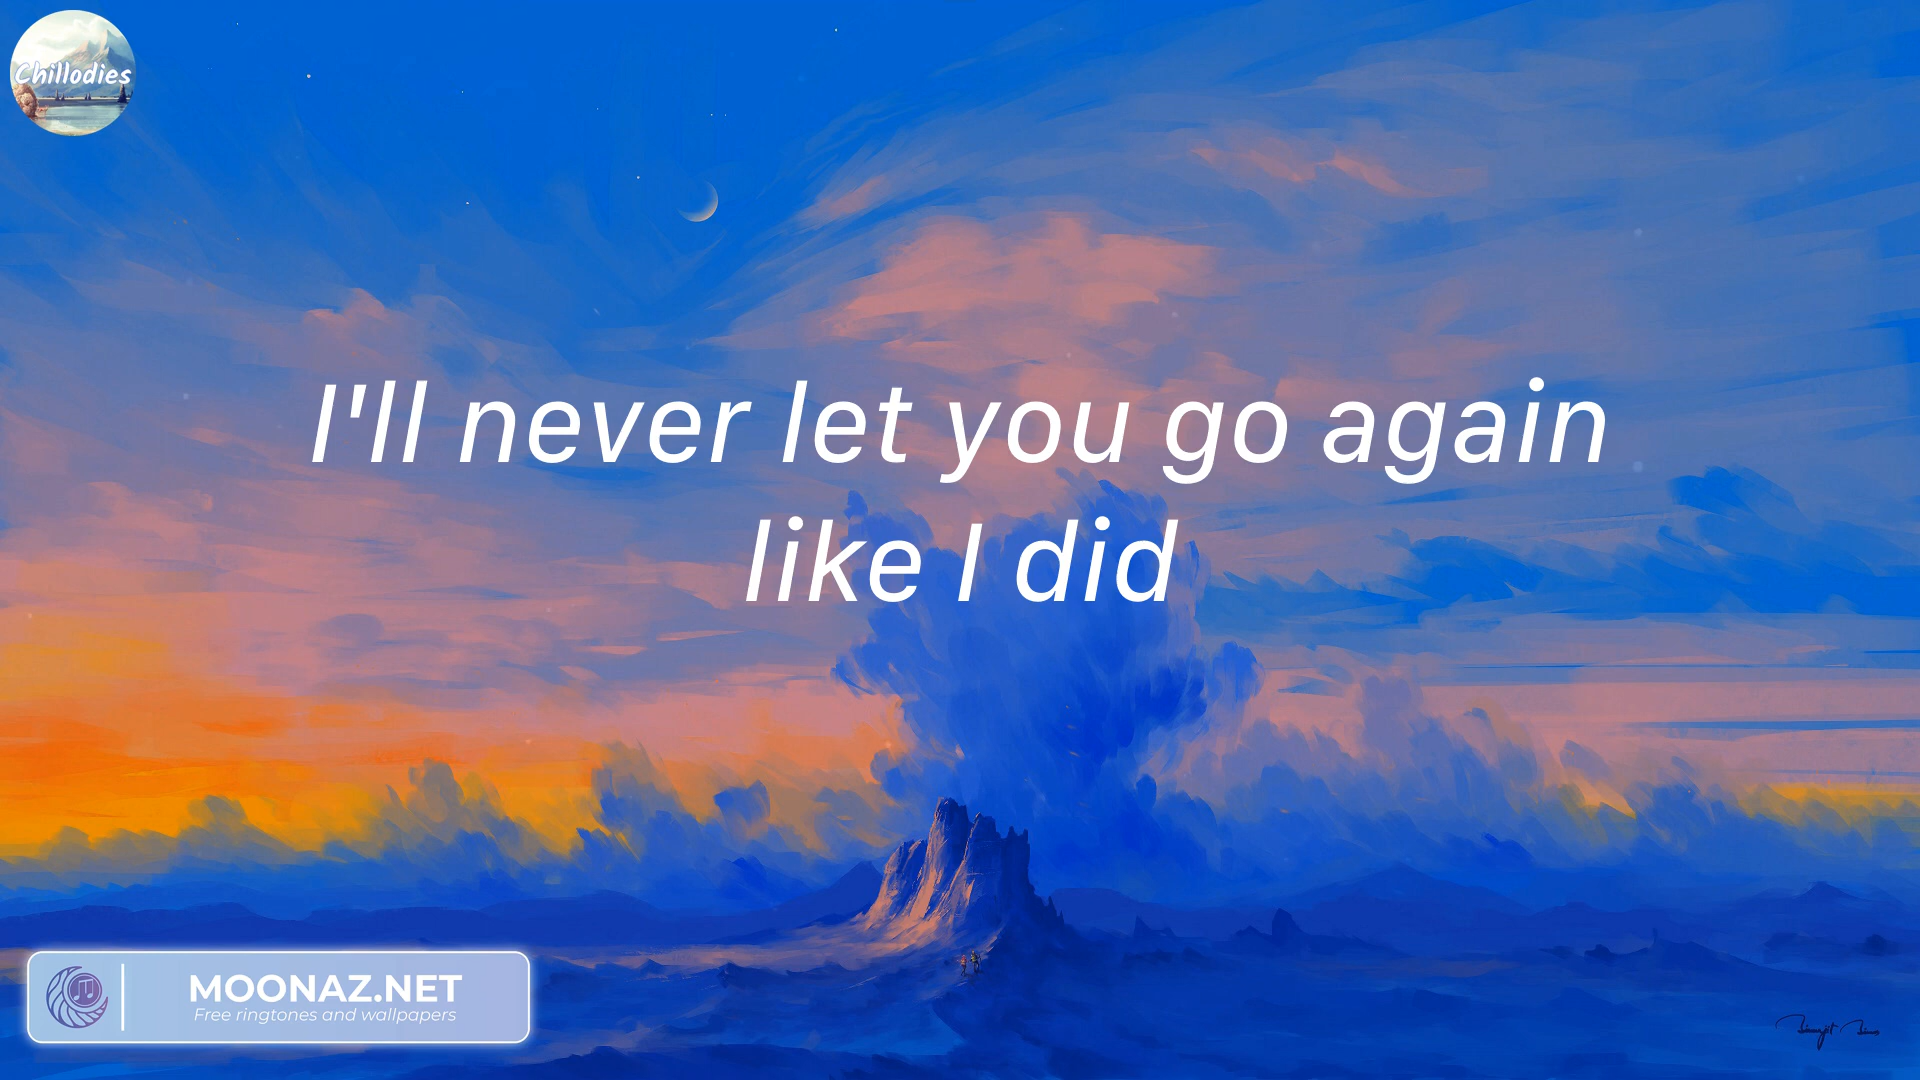 Chillodies
I'll never let you go again
like I did
MOONAZ.NET
Free ringtones and wallpapers